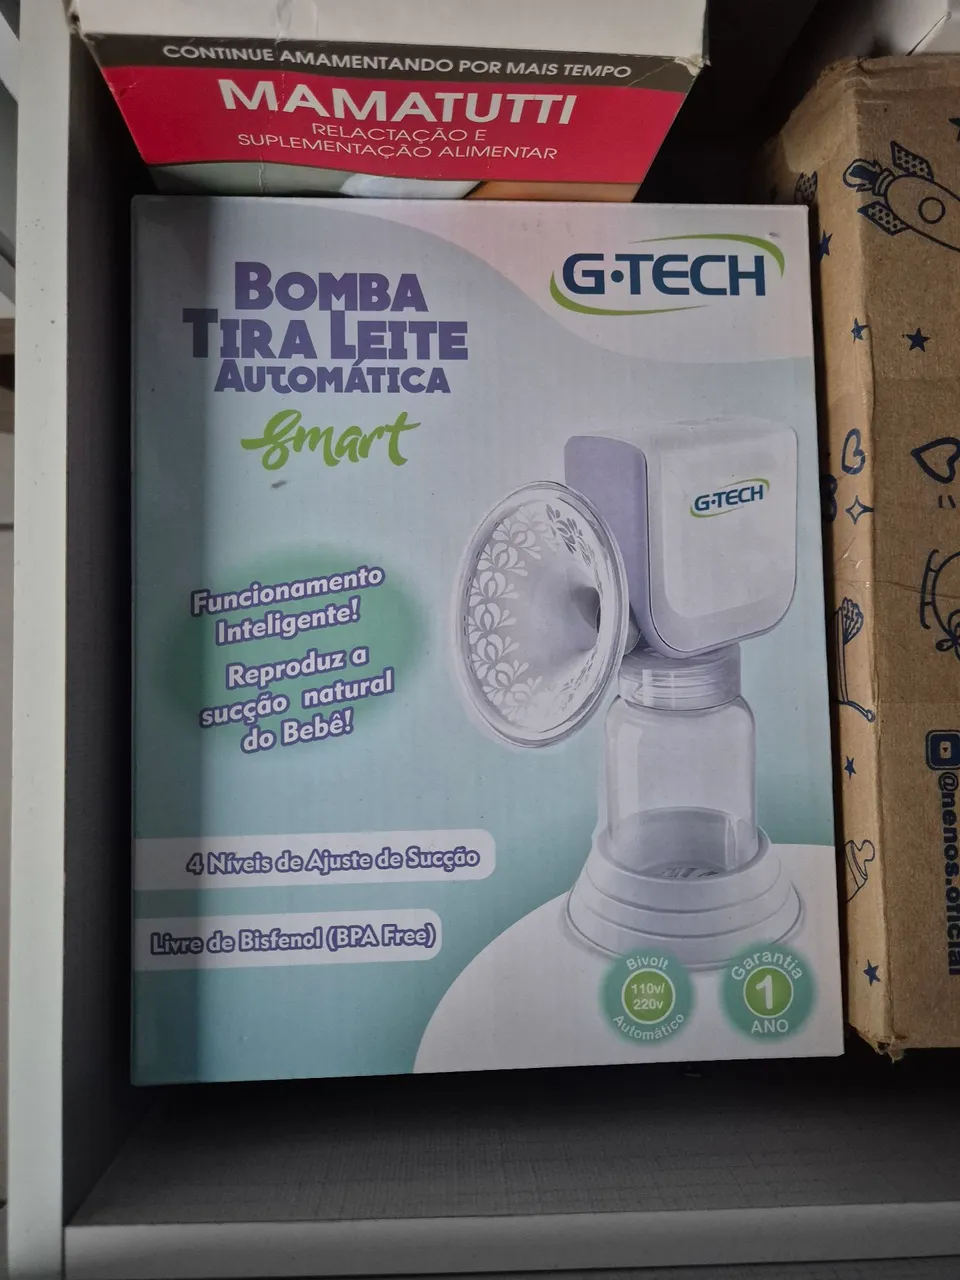 CONTINUE AMAMENTANDO POR MAIS TEMPO
MAMATUTTI
RELACTAÇÃO E
SUPLEMENTAÇÃO ALIMENTAR
G·TECH
BOMBA
TIRA LEITE
AUTOMÁTICA
Smart
G·TECH
Funcionamento
Inteligente!
Reproduz a
sucção natural
do Bebê!
4 Níveis de Ajuste de Sucção
Livre de Bisfenol (BPA Free)
Bivolt
110v/
220v
Automático
Garantia
1
ANO
@nenos.oficial